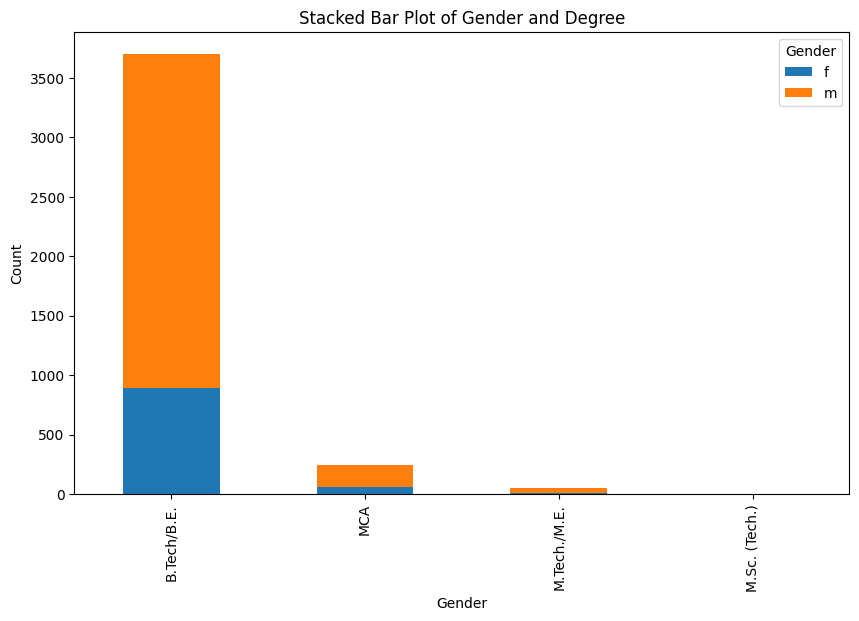 Stacked Bar Plot of Gender and Degree
Gender
f
m
3500
3000
2500
2000
1500
1000
500
0
Count
B.Tech/B.E.
MCA
M.Tech./M.E.
M.Sc. (Tech.)
Gender